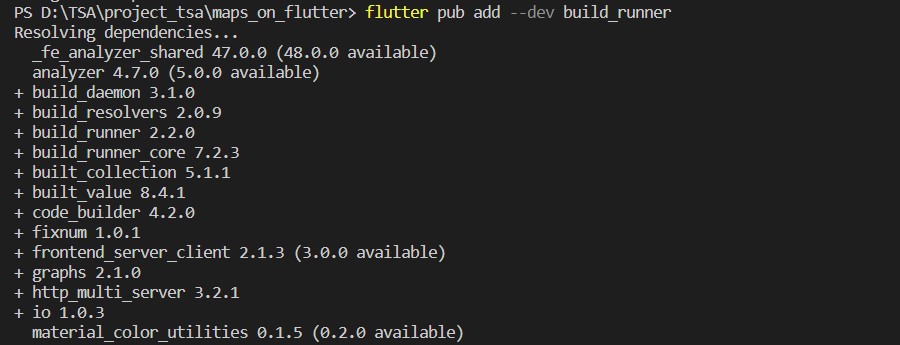 PS D:\TSA\project_tsa\maps_on_flutter> flutter pub add --dev build_runner
Resolving dependencies...
  _fe_analyzer_shared 47.0.0 (48.0.0 available)
  analyzer 4.7.0 (5.0.0 available)
+ build_daemon 3.1.0
+ build_resolvers 2.0.9
+ build_runner 2.2.0
+ build_runner_core 7.2.3
+ built_collection 5.1.1
+ built_value 8.4.1
+ code_builder 4.2.0
+ fixnum 1.0.1
+ frontend_server_client 2.1.3 (3.0.0 available)
+ graphs 2.1.0
+ http_multi_server 3.2.1
+ io 1.0.3
  material_color_utilities 0.1.5 (0.2.0 available)